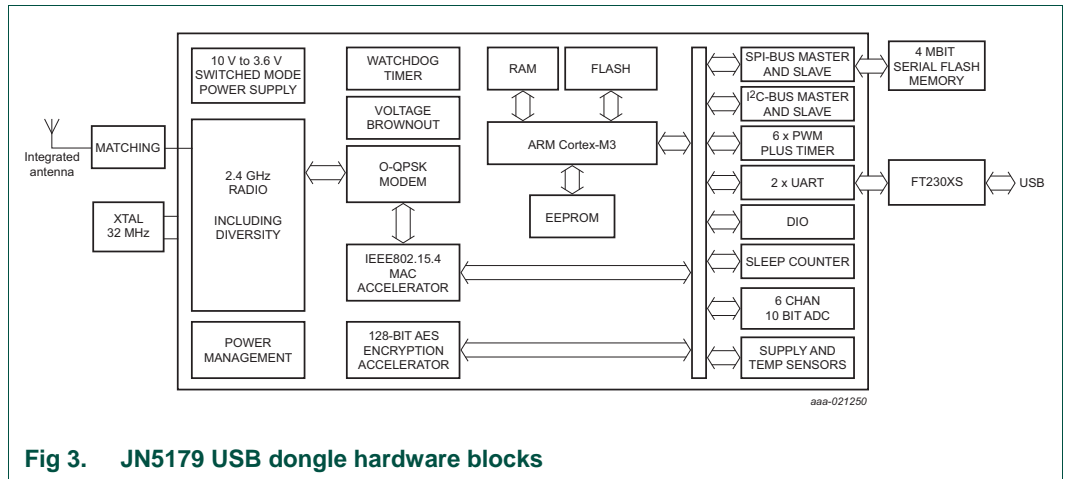 10 V to 3.6 V
SWITCHED MODE
POWER SUPPLY
WATCHDOG
TIMER
RAM
FLASH
SPI-BUS MASTER
AND SLAVE
4 MBIT
SERIAL FLASH
MEMORY
VOLTAGE
BROWNOUT
I²C-BUS MASTER
AND SLAVE
Integrated
antenna
MATCHING
2.4 GHz
RADIO
INCLUDING
DIVERSITY
O-QPSK
MODEM
ARM Cortex-M3
6 x PWM
PLUS TIMER
2 x UART
FT230XS
USB
XTAL
32 MHz
EEPROM
DIO
IEEE802.15.4
MAC
ACCELERATOR
SLEEP COUNTER
6 CHAN
10 BIT ADC
POWER
MANAGEMENT
128-BIT AES
ENCRYPTION
ACCELERATOR
SUPPLY AND
TEMP SENSORS
aaa-021250
Fig 3. JN5179 USB dongle hardware blocks